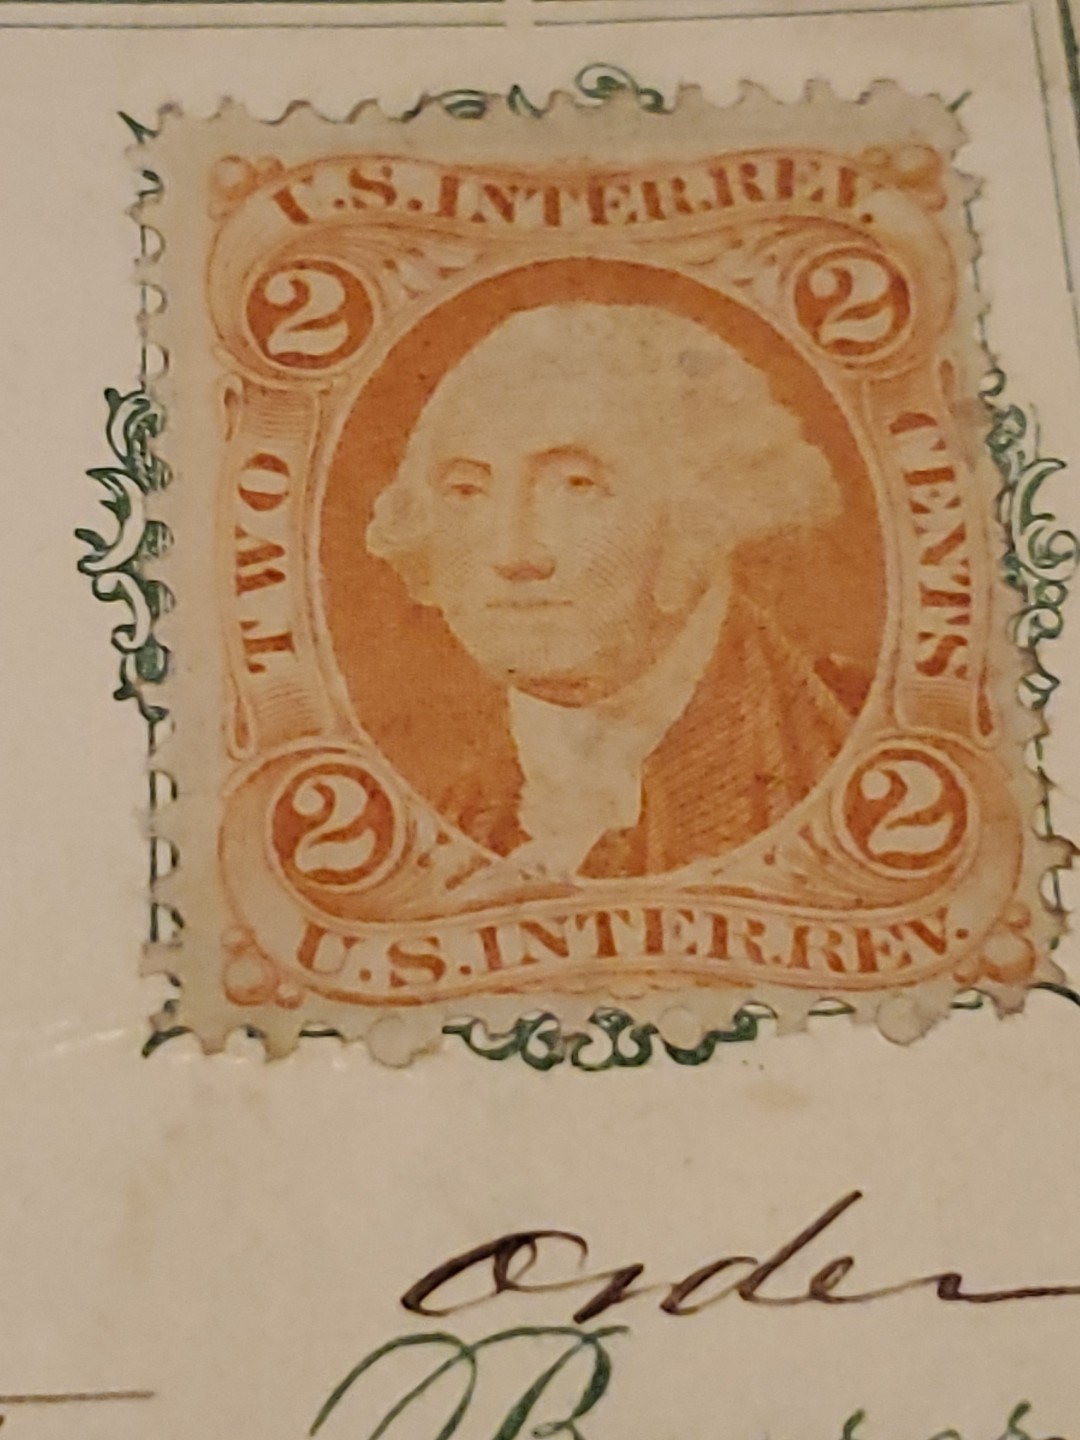 U.S.INTER.REV.
2 2
TWO CENTS
2 2
U.S.INTER.REV.
Order